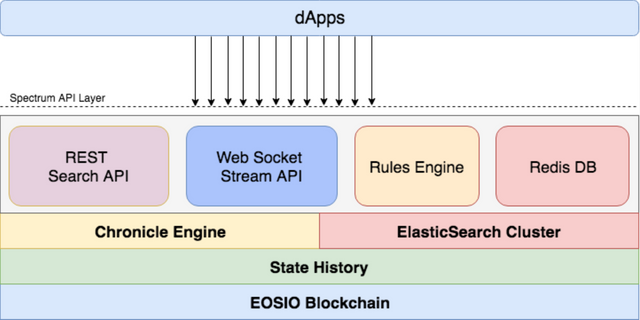 dApps
Spectrum API Layer
REST
Search API
Web Socket
Stream API
Rules Engine
Redis DB
Chronicle Engine
ElasticSearch Cluster
State History
EOSIO Blockchain